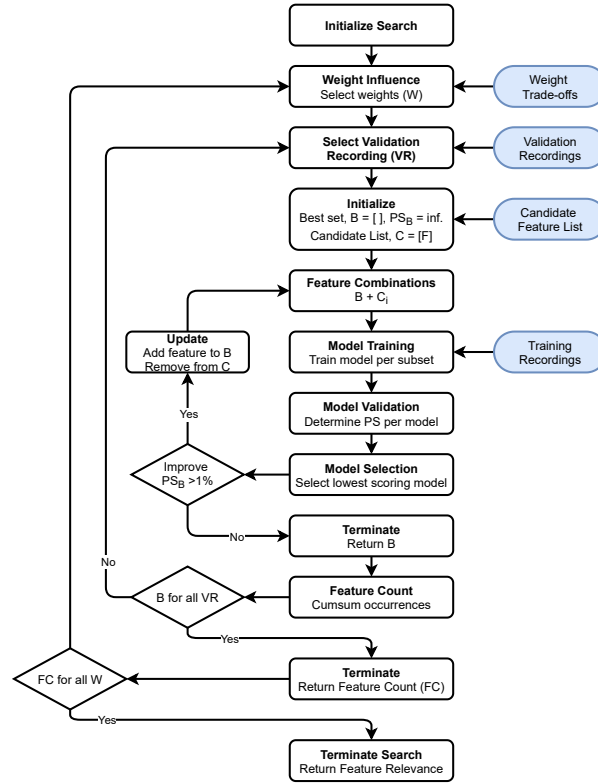 Initialize Search
Weight Influence
Select weights (W)
Weight
Trade-offs
Select Validation
Recording (VR)
Validation
Recordings
Initialize
Best set, B = [ ], PS_B = inf.
Candidate List, C = [F]
Candidate
Feature List
Feature Combinations
B + C_i
Update
Add feature to B
Remove from C
Model Training
Train model per subset
Training
Recordings
Yes
Model Validation
Determine PS per model
Improve
PS_B >1%
Model Selection
Select lowest scoring model
No
Terminate
Return B
No
B for all VR
Feature Count
Cumsum occurrences
Yes
FC for all W
Terminate
Return Feature Count (FC)
Yes
Terminate Search
Return Feature Relevance